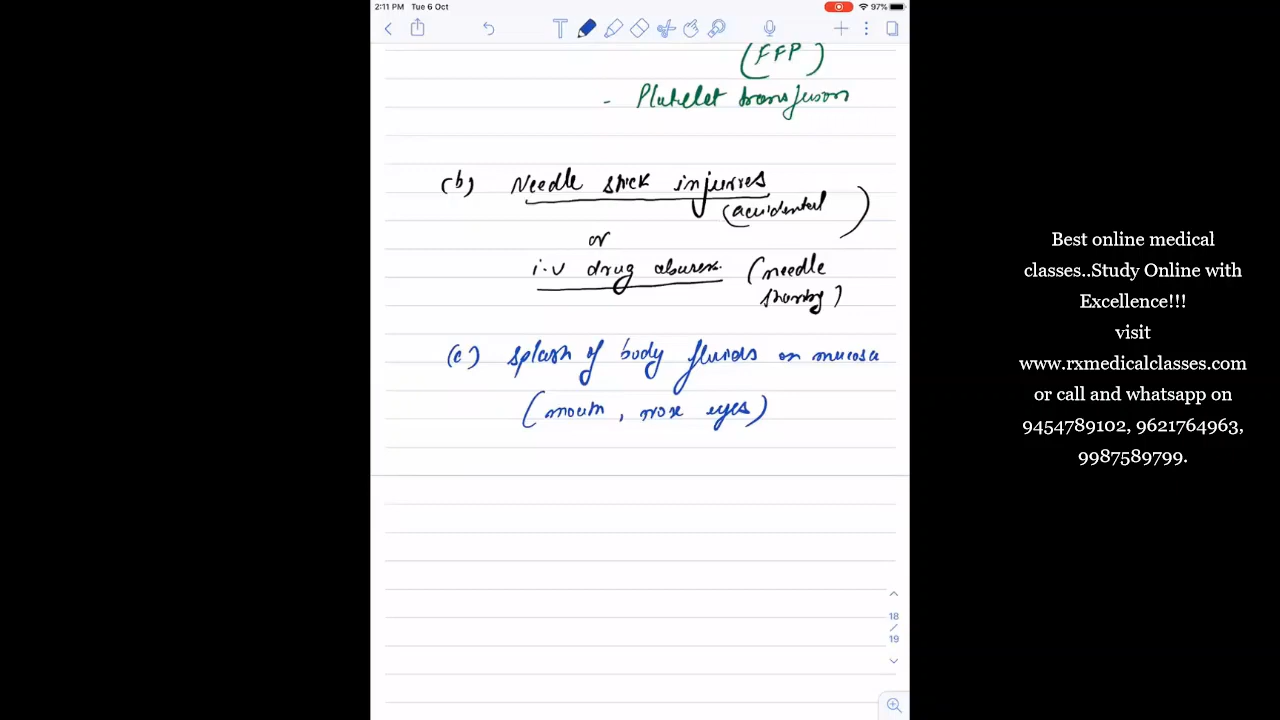 2:11 PM Tue 6 Oct
97%
T
(FFP)
- Platelet transfusion
(b) Needle stick injuries
(accidental)
or
i.v drug abusers. (needle
sharing)
(c) splash of body fluids on mucosa
(mouth, nose eyes)
18
/
19
Best online medical
classes..Study Online with
Excellence!!!
visit
www.rxmedicalclasses.com
or call and whatsapp on
9454789102, 9621764963,
9987589799.